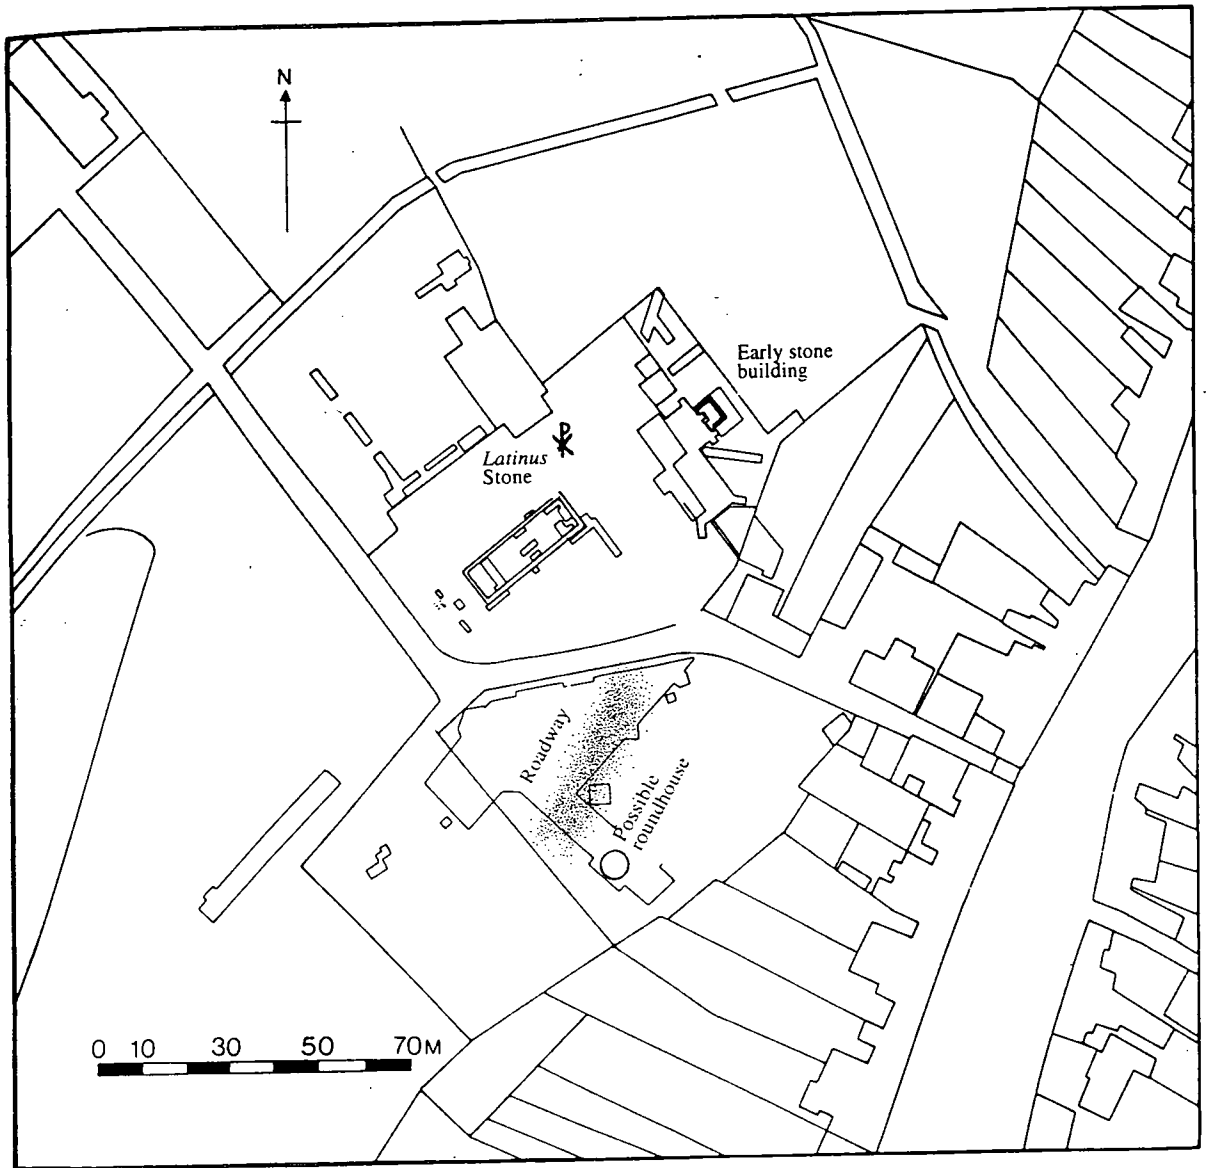 N
Early stone
building
Latinus
Stone
Roadway
Possible
roundhouse
0 10 30 50 70M